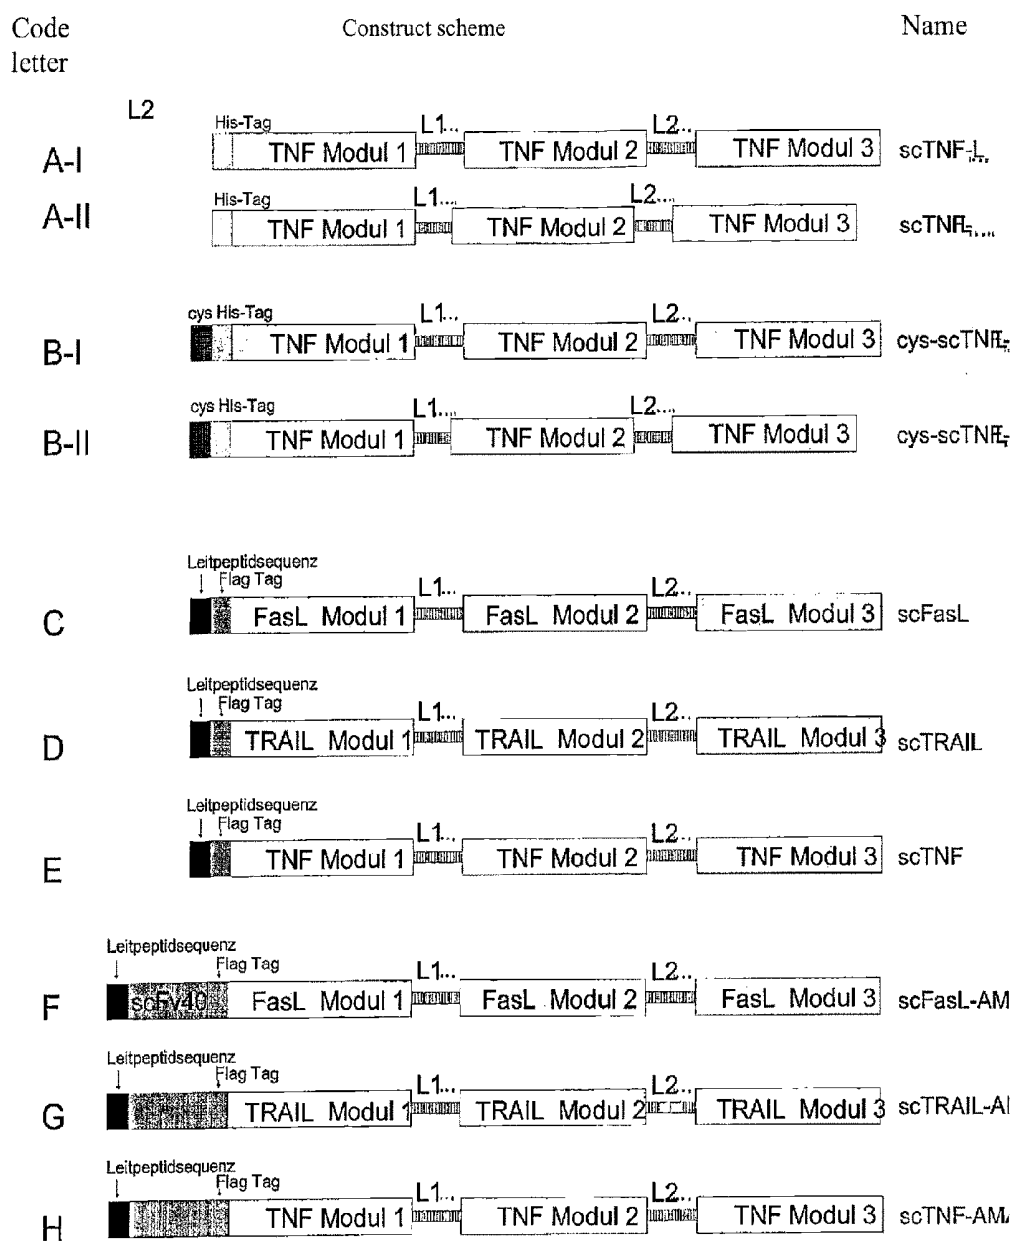 Code letter
Construct scheme
Name
L2
His-Tag L1... L2..
A-I TNF Modul 1 TNF Modul 2 TNF Modul 3
His-Tag L1.... L2....
A-II TNF Modul 1 TNF Modul 2 TNF Modul 3
cys His-Tag L1... L2..
B-I TNF Modul 1 TNF Modul 2 TNF Modul 3
cys His-Tag L1.... L2....
B-II TNF Modul 1 TNF Modul 2 TNF Modul 3
Leitpeptidsequenz
Flag Tag L1... L2..
C FasL Modul 1 FasL Modul 2 FasL Modul 3 scFasL
Leitpeptidsequenz
Flag Tag L1... L2..
D TRAIL Modul 1 TRAIL Modul 2 TRAIL Modul 3 scTRAIL
Leitpeptidsequenz
Flag Tag L1... L2..
E TNF Modul 1 TNF Modul 2 TNF Modul 3 scTNF
Leitpeptidsequenz
Flag Tag L1... L2..
F scFv40 FasL Modul 1 FasL Modul 2 FasL Modul 3 scFasL-AM
Leitpeptidsequenz
Flag Tag L1... L2..
G TRAIL Modul 1 TRAIL Modul 2 TRAIL Modul 3
Leitpeptidsequenz
Flag Tag L1... L2..
H TNF Modul 1 TNF Modul 2 TNF Modul 3